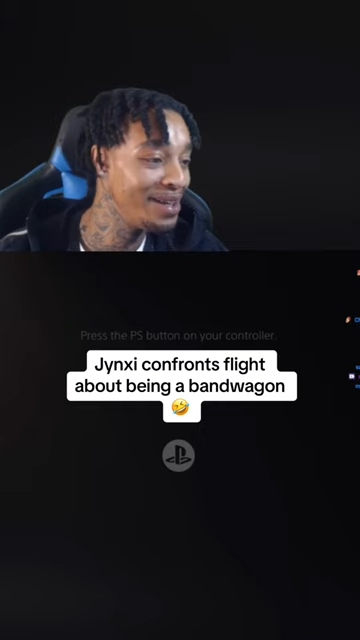 Press the PS button on your controller.
Jynxi confronts flight
about being a bandwagon
🤣